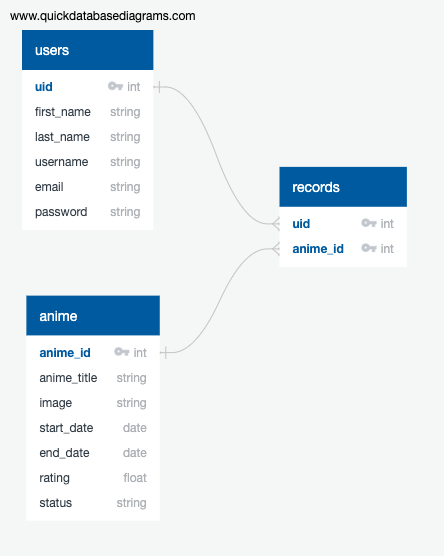 www.quickdatabasediagrams.com
users
uid int
first_name string
last_name string
username string
email string
password string
records
uid int
anime_id int
anime
anime_id int
anime_title string
image string
start_date date
end_date date
rating float
status string